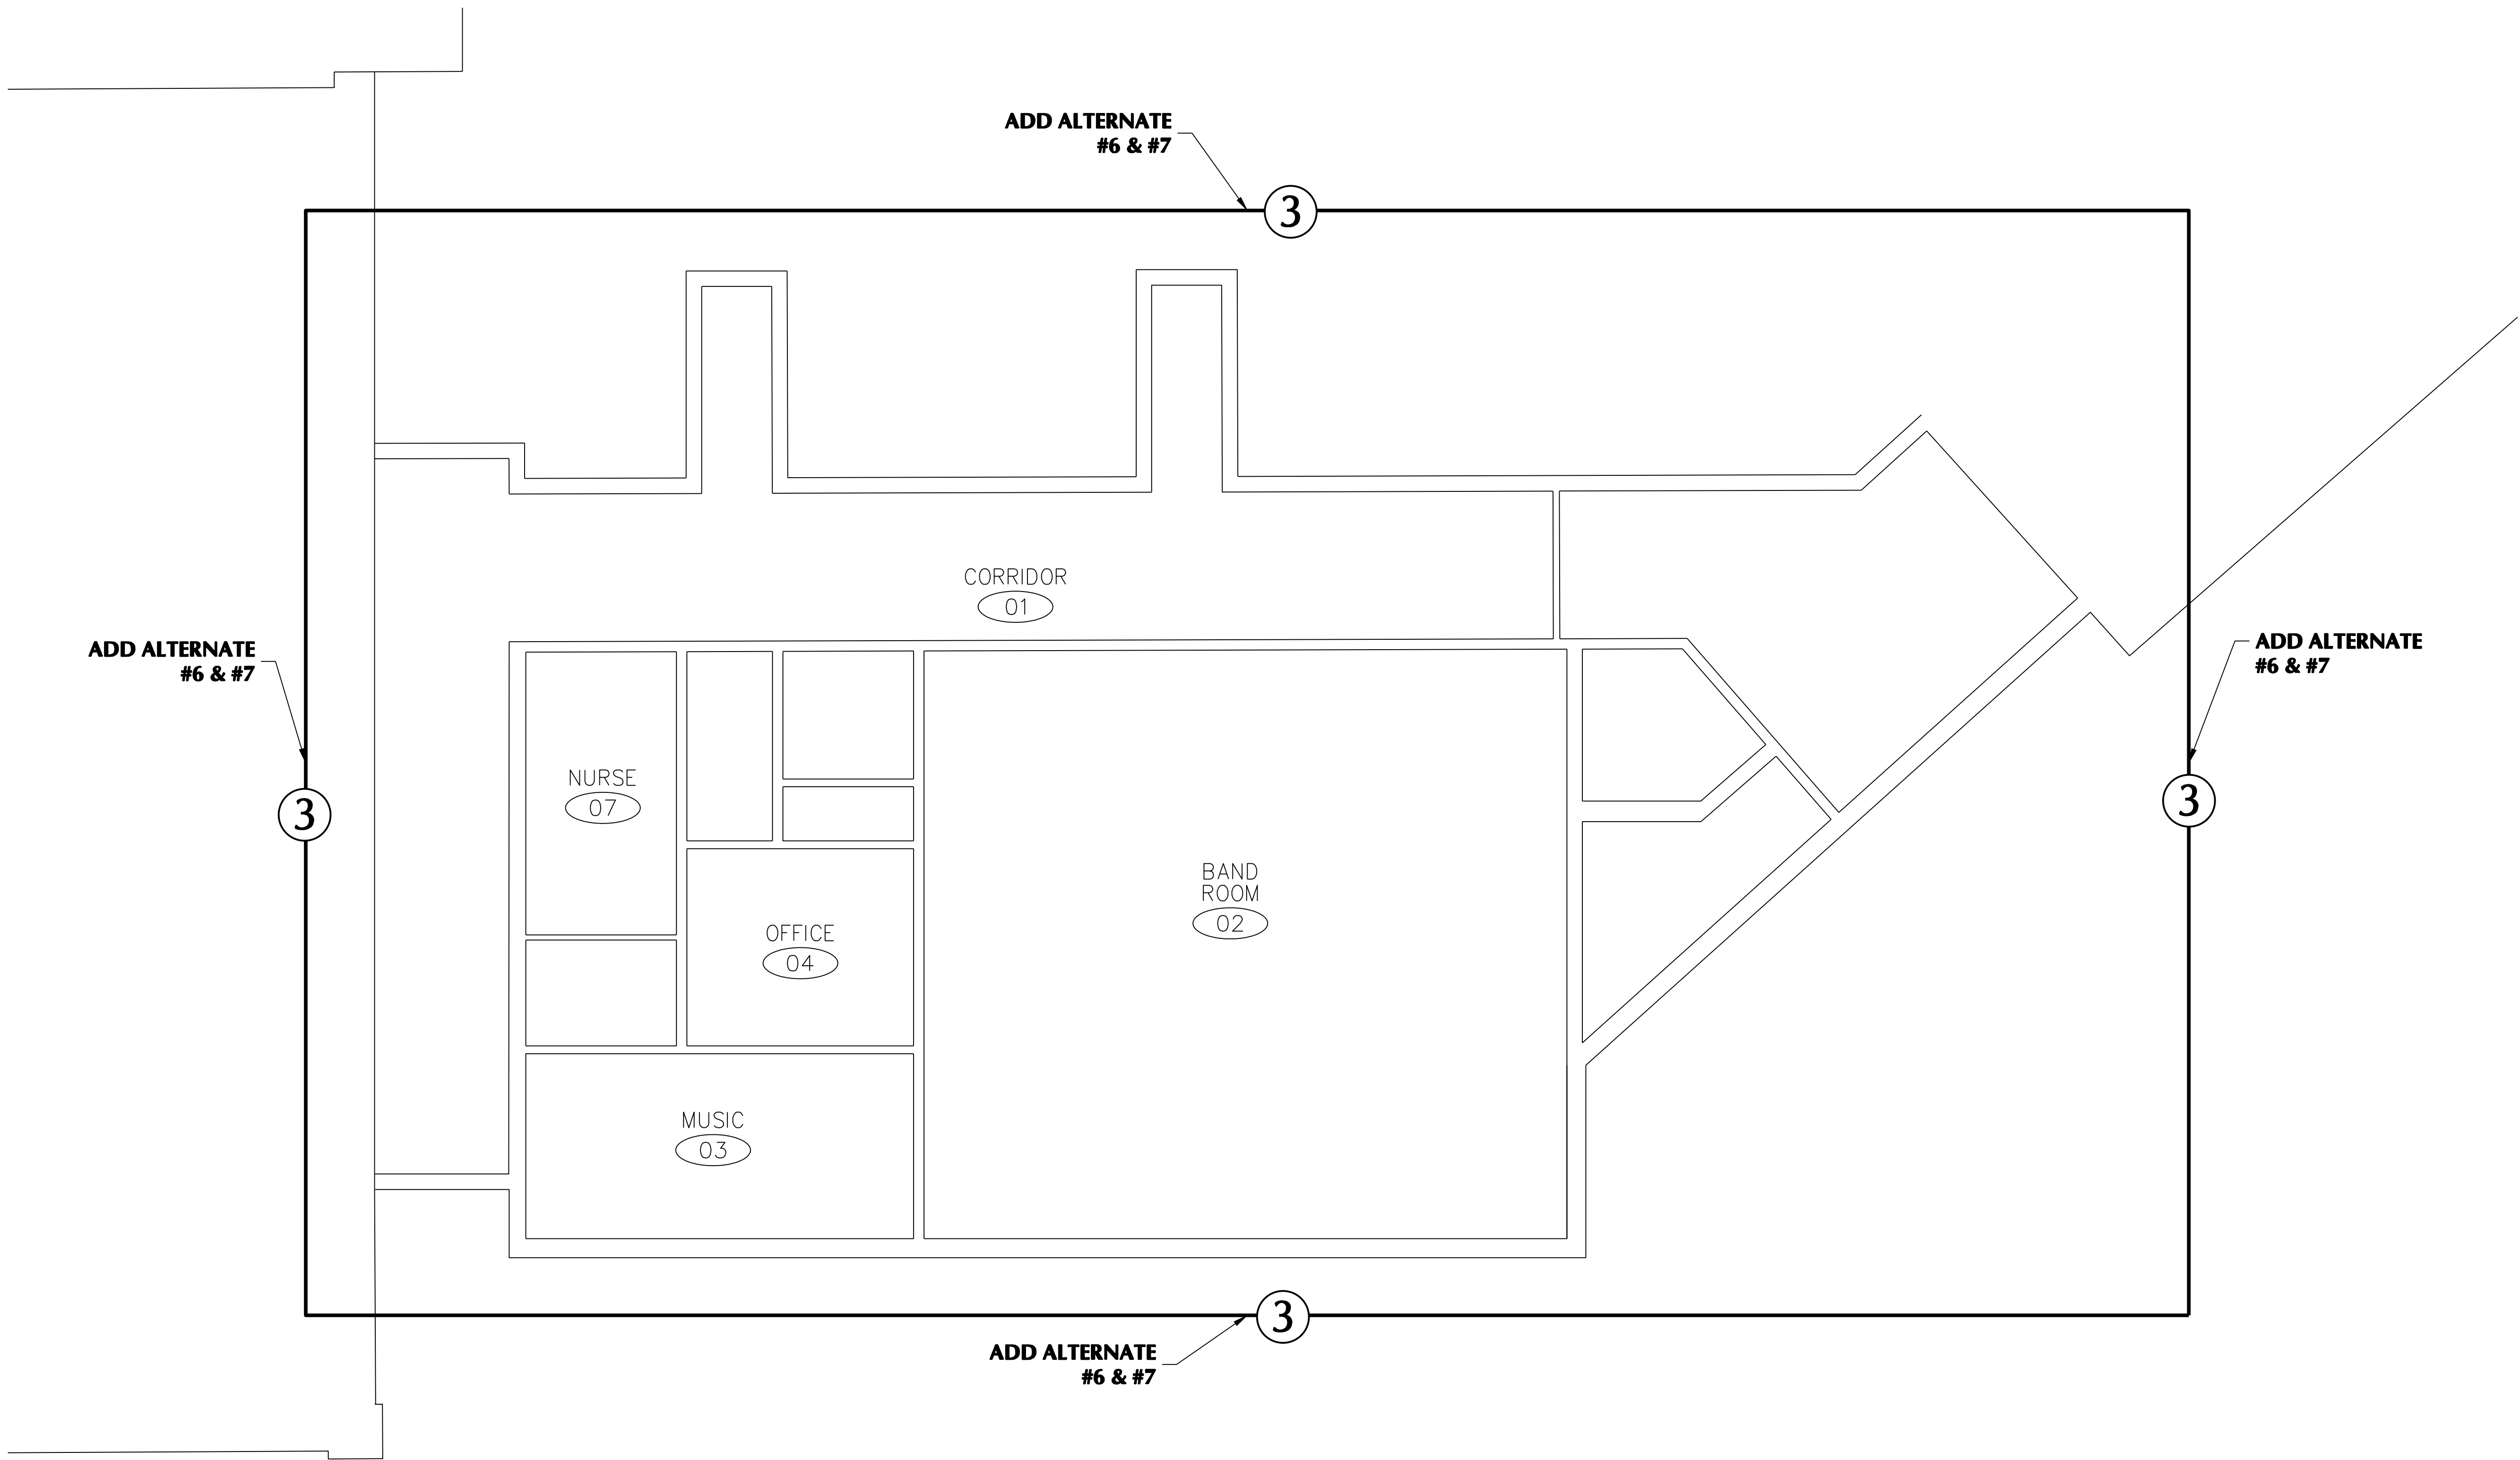 ADD ALTERNATE
#6 & #7
3
CORRIDOR
01
ADD ALTERNATE
#6 & #7
3
ADD ALTERNATE
#6 & #7
3
NURSE
07
OFFICE
04
BAND
ROOM
02
MUSIC
03
3
ADD ALTERNATE
#6 & #7